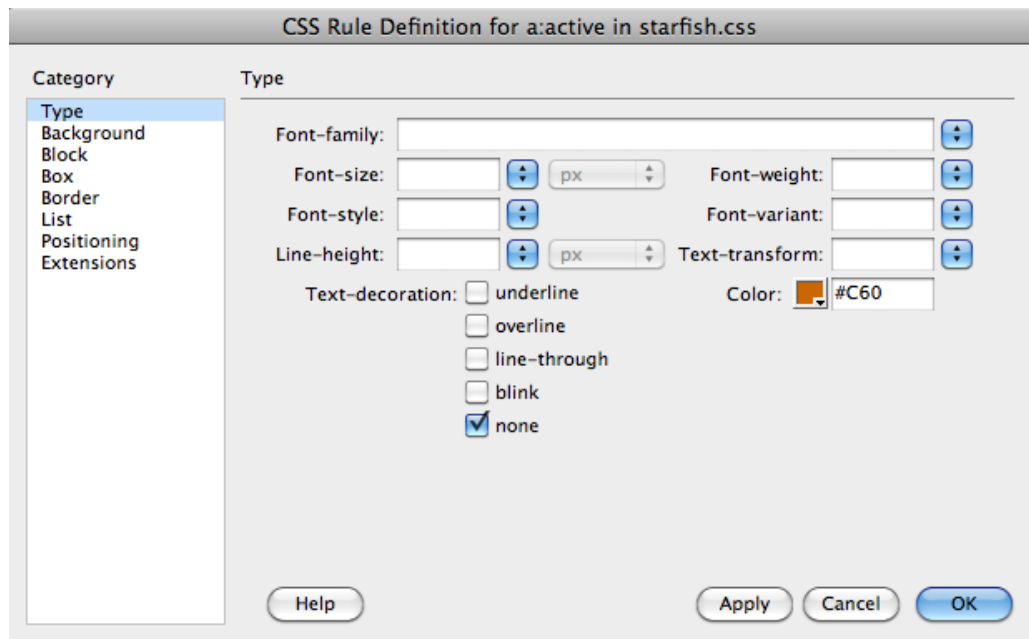 CSS Rule Definition for a:active in starfish.css
Category
Type
Type
Background
Block
Box
Border
List
Positioning
Extensions
Font-family:
Font-size: px Font-weight:
Font-style: Font-variant:
Line-height: px Text-transform:
Text-decoration: underline Color: #C60
overline
line-through
blink
none
Help Apply Cancel OK